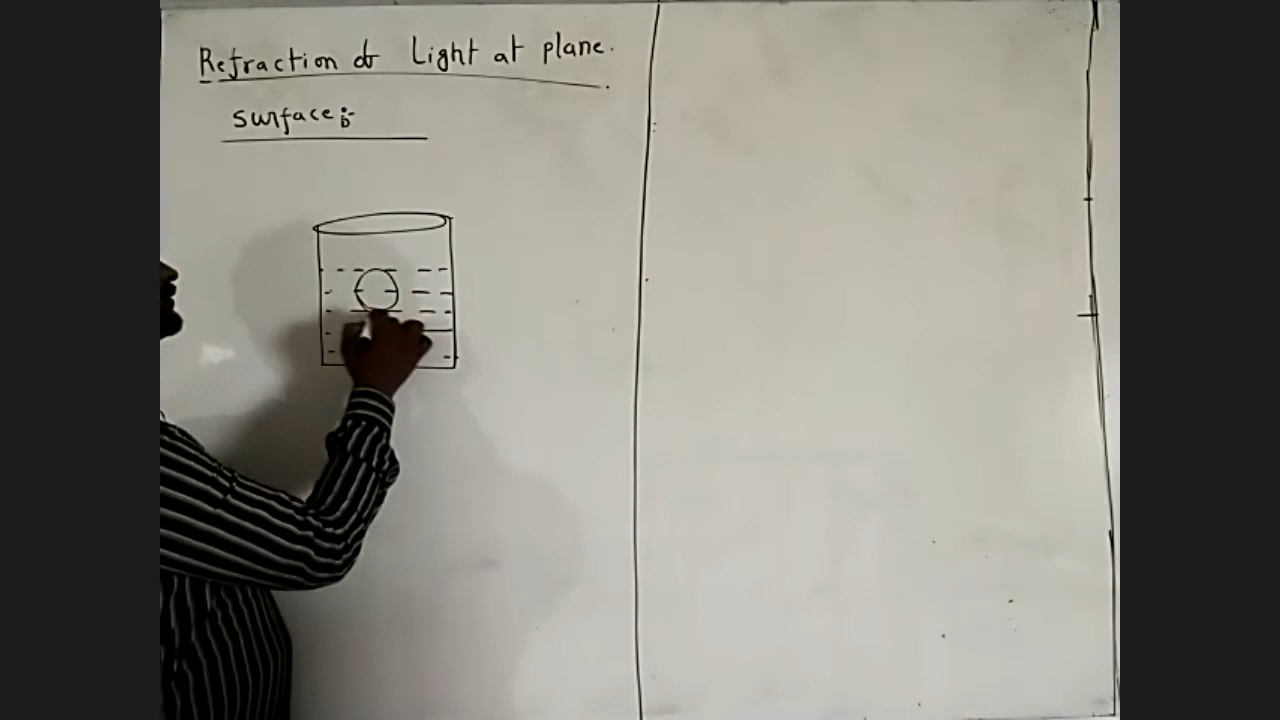 Refraction of Light at plane.
surface:-